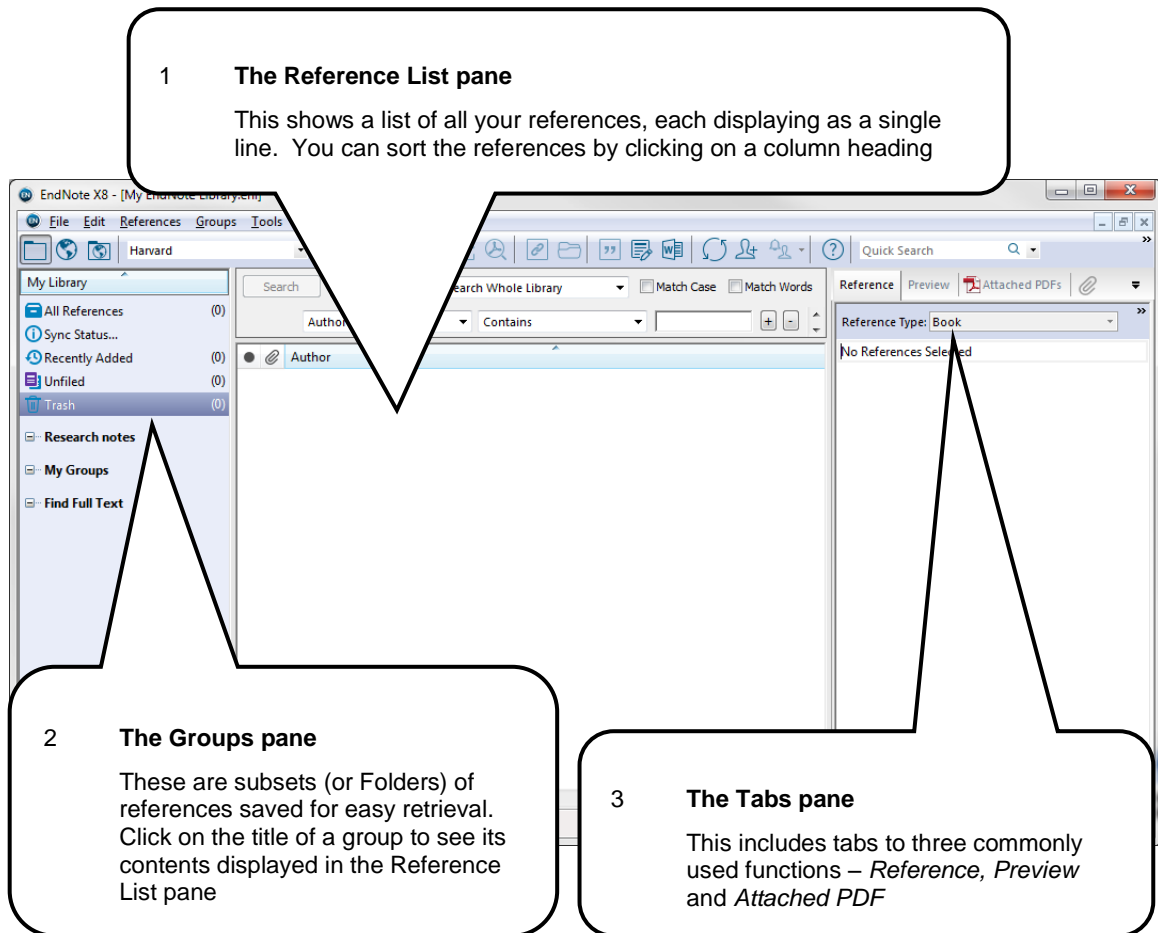 1 The Reference List pane
This shows a list of all your references, each displaying as a single
line. You can sort the references by clicking on a column heading
EndNote X8 - [My EndNote Library.enl]
File Edit References Groups Tools
Harvard
Quick Search
My Library
Search
Search Whole Library
Match Case
Match Words
Reference Preview Attached PDFs
All References (0)
Author
Contains
+ -
Reference Type: Book
Sync Status...
Recently Added (0)
Author
No References Selected
Unfiled (0)
Trash (0)
Research notes
My Groups
Find Full Text
2 The Groups pane
These are subsets (or Folders) of
references saved for easy retrieval.
Click on the title of a group to see its
contents displayed in the Reference
List pane
3 The Tabs pane
This includes tabs to three commonly
used functions – Reference, Preview
and Attached PDF